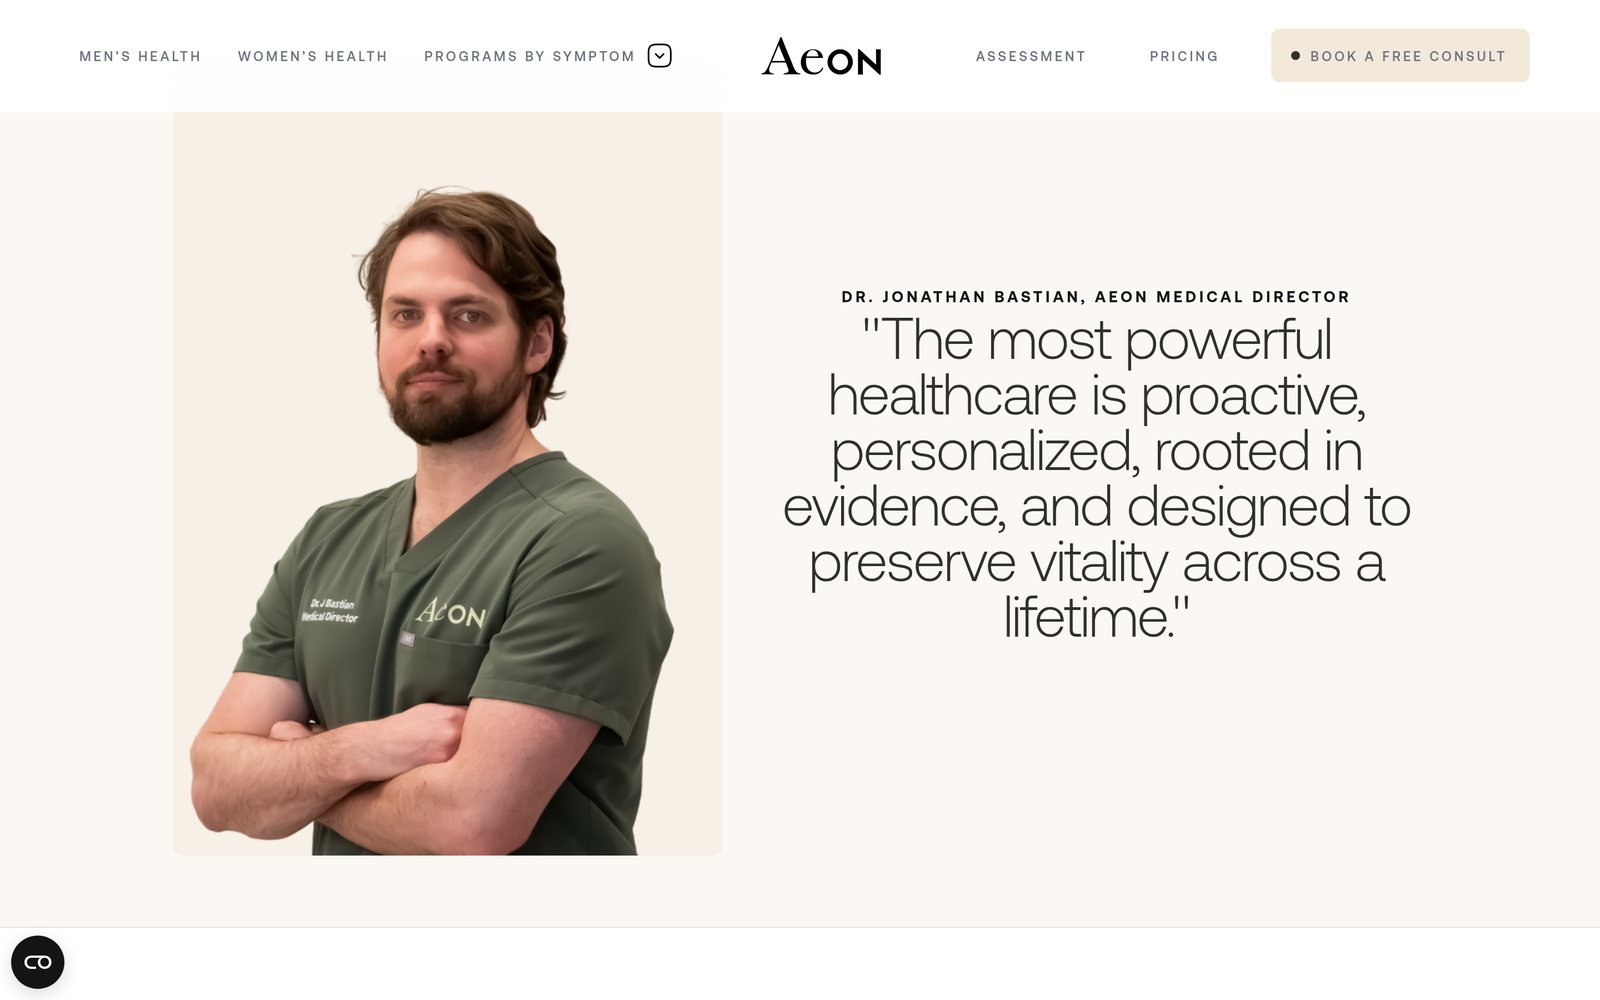 MEN’S HEALTH
WOMEN’S HEALTH
PROGRAMS BY SYMPTOM
AeON
ASSESSMENT
PRICING
BOOK A FREE CONSULT
Dr. J Bastian
Medical Director
AeON
DR. JONATHAN BASTIAN, AEON MEDICAL DIRECTOR
"The most powerful
healthcare is proactive,
personalized, rooted in
evidence, and designed to
preserve vitality across a
lifetime."